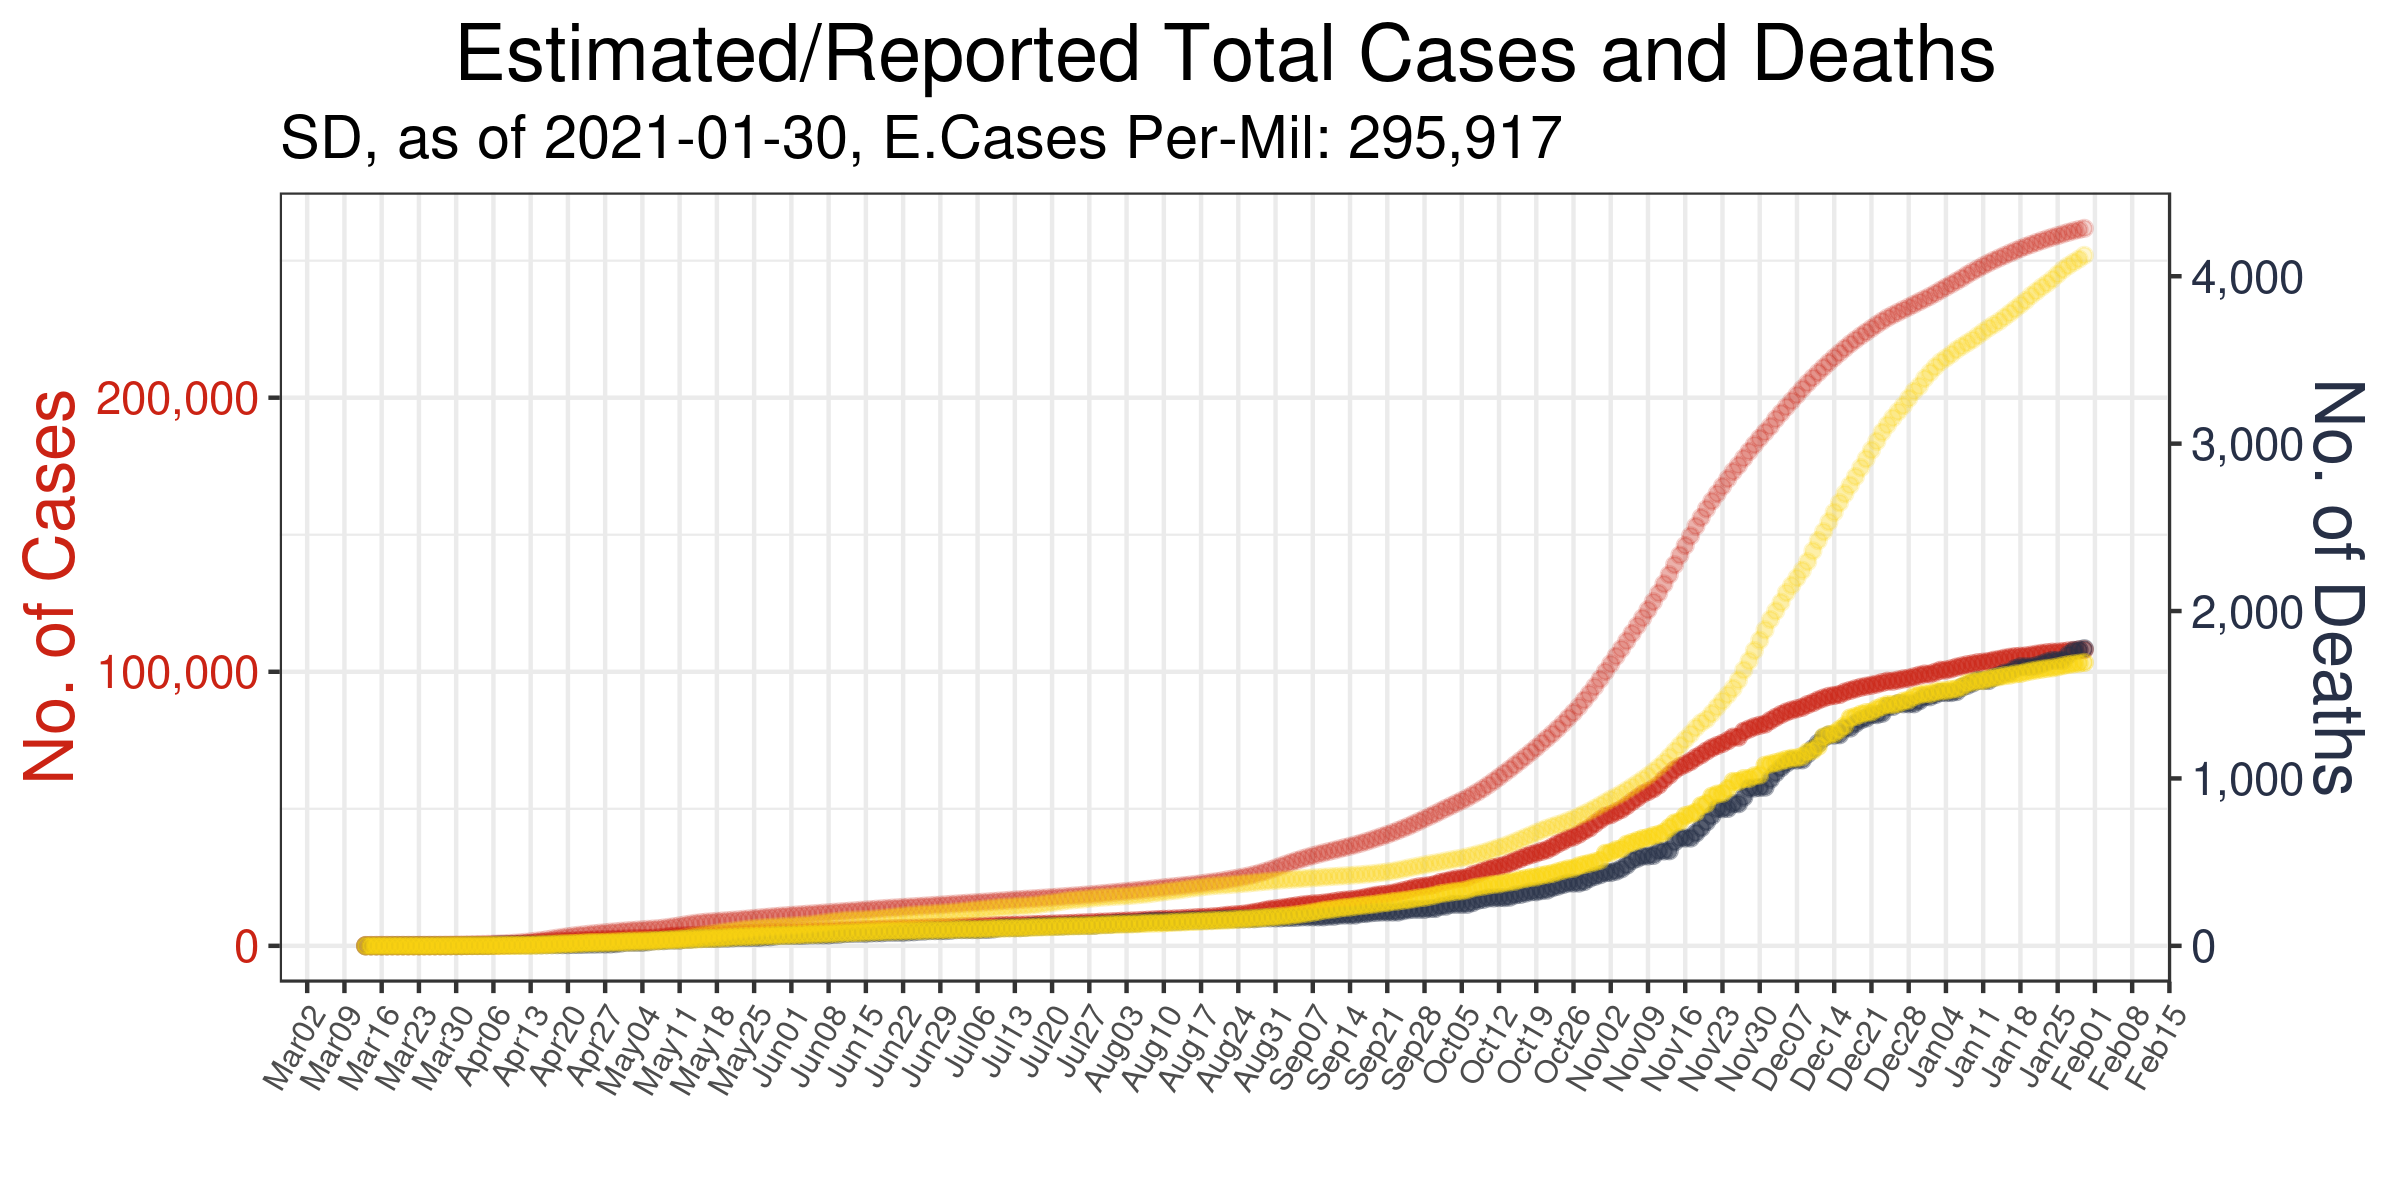 Estimated/Reported Total Cases and Deaths
SD, as of 2021-01-30, E.Cases Per-Mil: 295,917
No. of Cases
200,000
100,000
0
4,000
3,000
2,000
1,000
0
No. of Deaths
Mar02
Mar09
Mar16
Mar23
Mar30
Apr06
Apr13
Apr20
Apr27
May04
May11
May18
May25
Jun01
Jun08
Jun15
Jun22
Jun29
Jul06
Jul13
Jul20
Jul27
Aug03
Aug10
Aug17
Aug24
Aug31
Sep07
Sep14
Sep21
Sep28
Oct05
Oct12
Oct19
Oct26
Nov02
Nov09
Nov16
Nov23
Nov30
Dec07
Dec14
Dec21
Dec28
Jan04
Jan11
Jan18
Jan25
Feb01
Feb08
Feb15